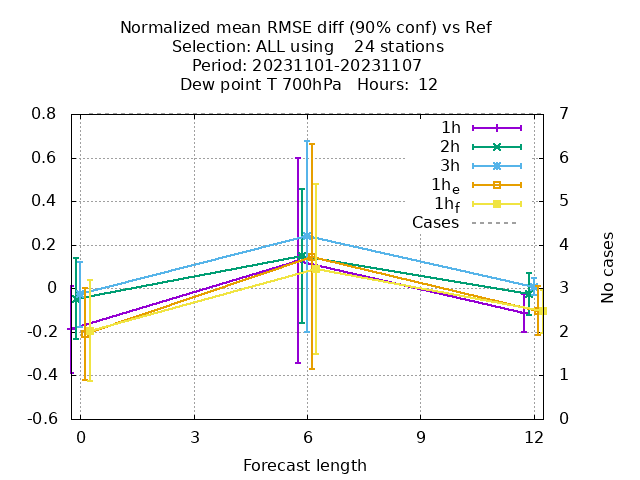 Normalized mean RMSE diff (90% conf) vs Ref
Selection: ALL using    24 stations
Period: 20231101-20231107
Dew point T 700hPa   Hours:  12
0.8
0.6
0.4
0.2
0
-0.2
-0.4
-0.6
7
6
5
4
3
2
1
0
1h
2h
3h
1he
1hf
Cases
No cases
0 3 6 9 12
Forecast length